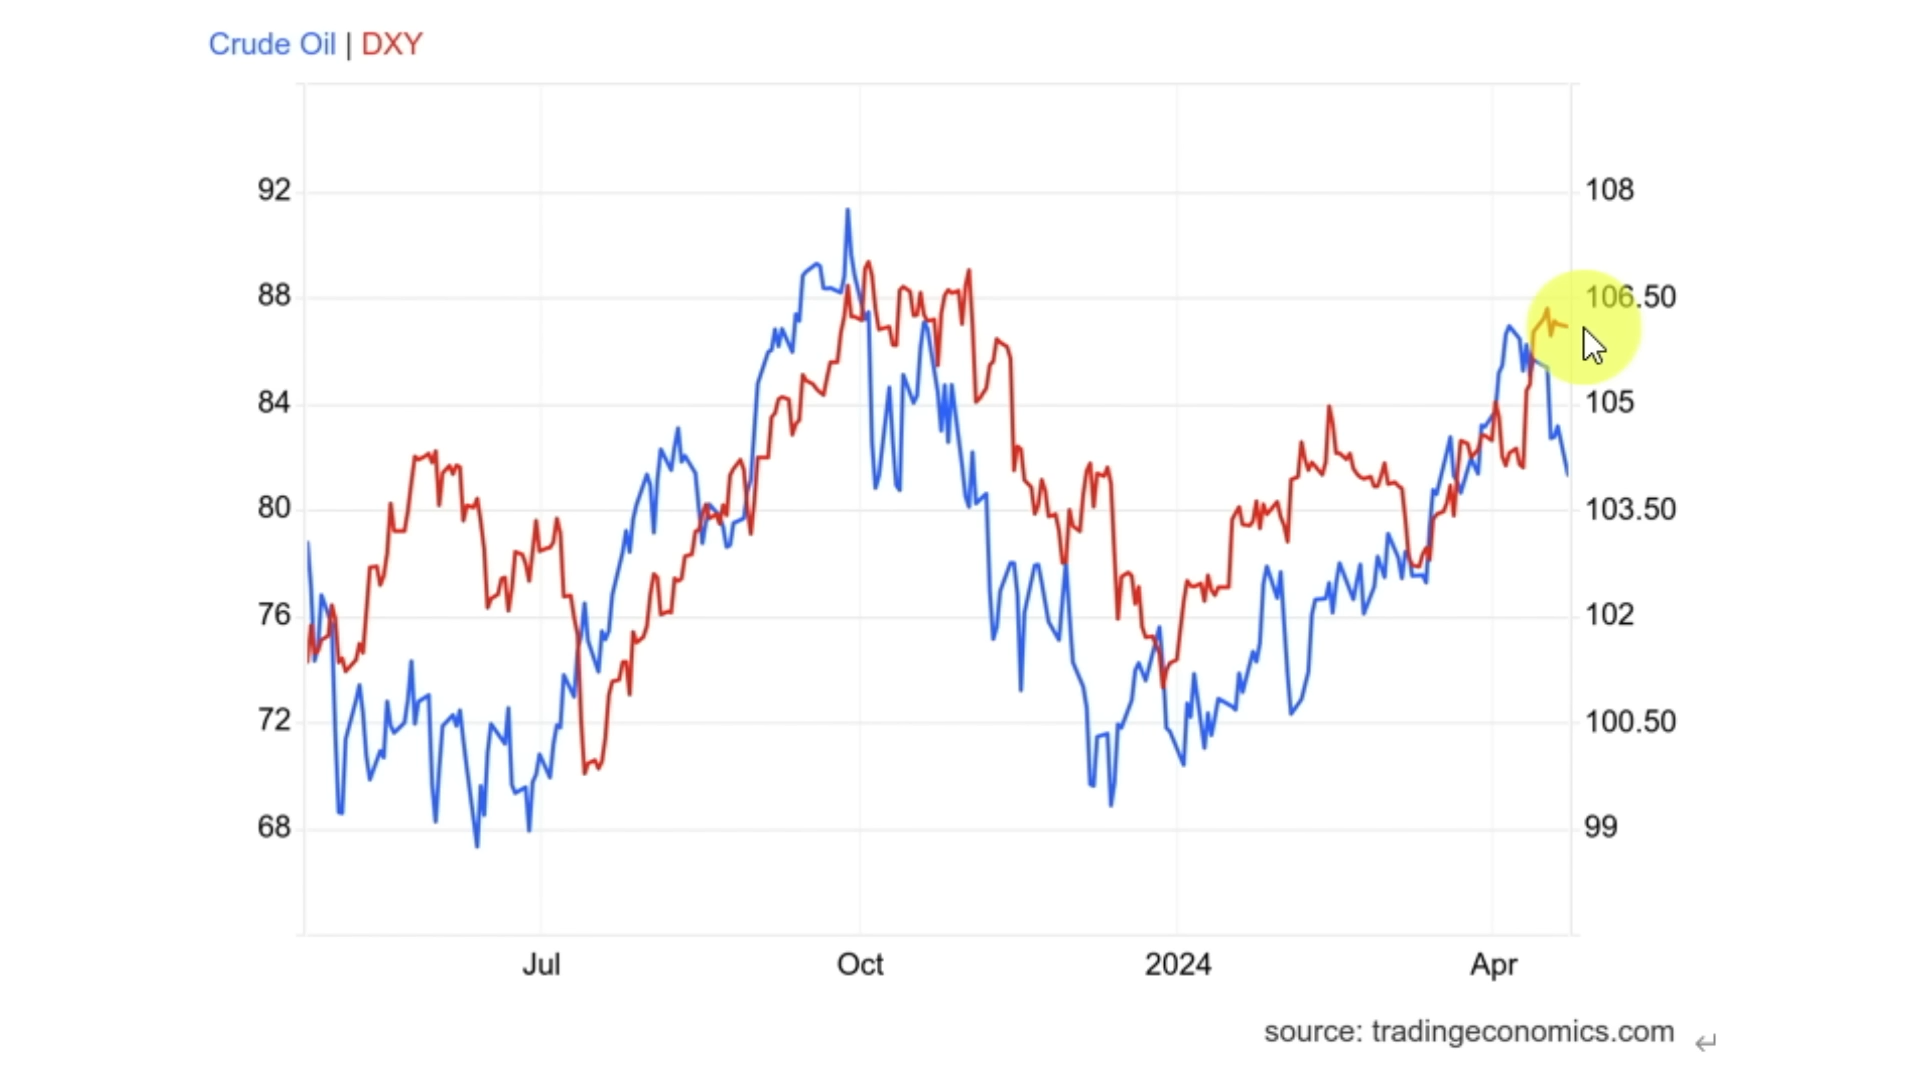 Crude Oil | DXY
92 108
88 106.50
84 105
80 103.50
76 102
72 100.50
68 99
Jul Oct 2024 Apr
source: tradingeconomics.com ↵